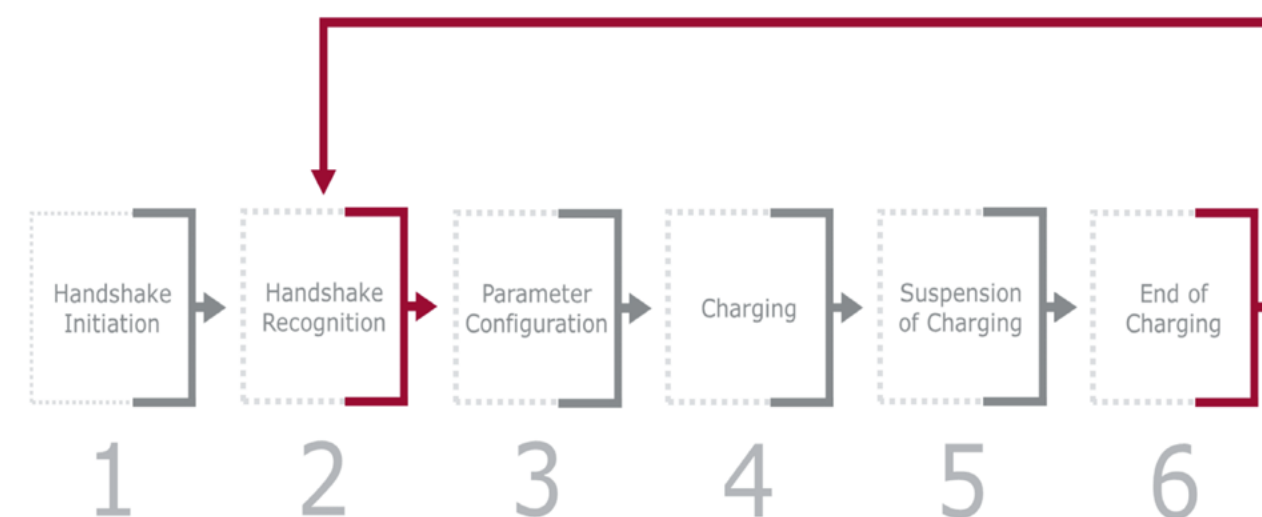 Handshake
Initiation
Handshake
Recognition
Parameter
Configuration
Charging
Suspension
of Charging
End of
Charging
1
2
3
4
5
6